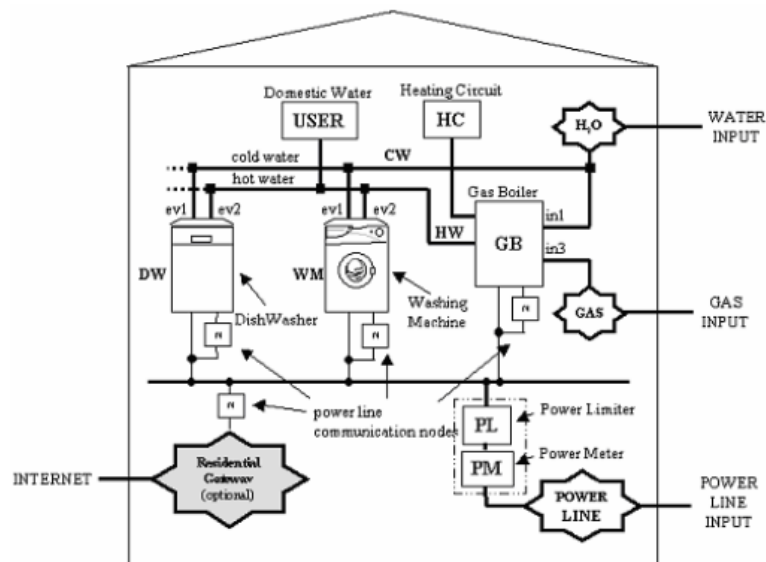 Domestic Water
USER
Heating Circuit
HC
H₂O
WATER
INPUT
cold water
CW
hot water
Gas Boiler
in1
ev1
ev2
ev1
ev2
HW
GB
in3
DW
WM
DishWasher
Washing
Machine
GAS
GAS
INPUT
power line
communication nodes
Power Limiter
PL
Power Meter
PM
INTERNET
Residential
Gateway
(optional)
POWER
LINE
POWER
LINE
INPUT